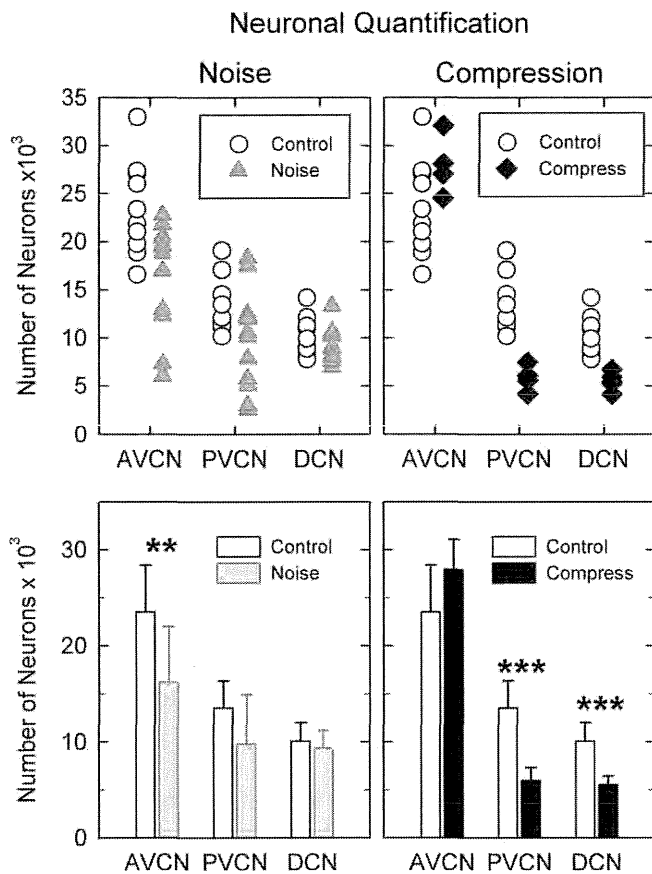 Neuronal Quantification
Noise
Compression
Number of Neurons x10³
35
30
25
20
15
10
5
0
Control
Noise
Control
Compress
AVCN PVCN DCN
AVCN PVCN DCN
Number of Neurons x 10³
30
20
10
0
**
Control
Noise
***
***
Control
Compress
AVCN PVCN DCN
AVCN PVCN DCN